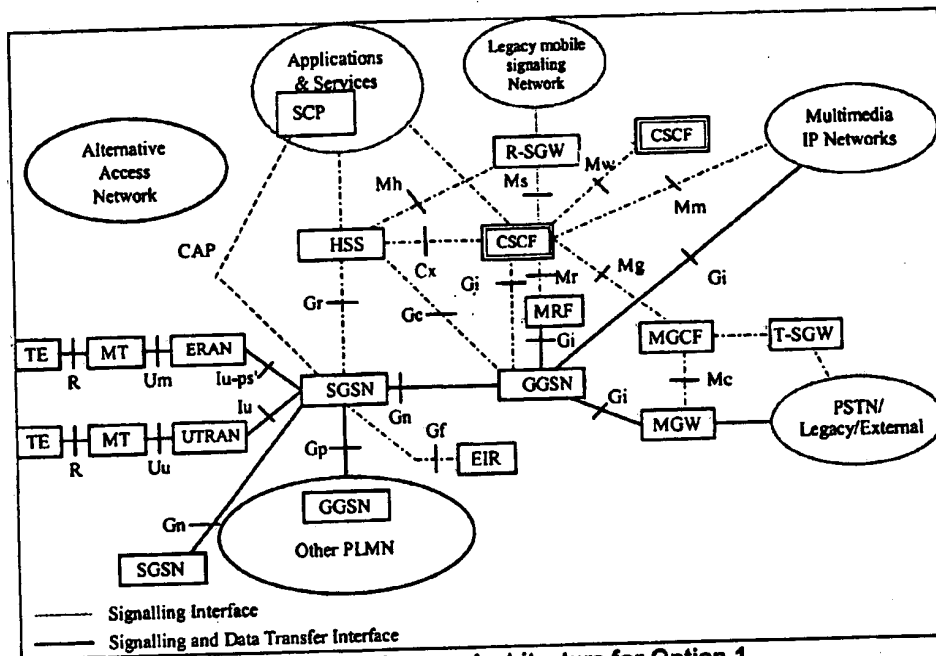 Applications
& Services
SCP
Legacy mobile
signaling
Network
Alternative
Access
Network
R-SGW
CSCF
Multimedia
IP Networks
Mh
Ms
Mw
Mm
CAP
HSS
Cx
CSCF
Gi
Mr
Mg
Gi
Gr
Gc
MRF
Gi
MGCF
T-SGW
TE
R
MT
Um
ERAN
Iu-ps'
SGSN
Gn
GGSN
Gi
Mc
MGW
PSTN/
Legacy/External
TE
R
MT
Uu
UTRAN
Iu
Gp
Gf
EIR
Gn
GGSN
Other PLMN
SGSN
Signalling Interface
Signalling and Data Transfer Interface
for Option 1